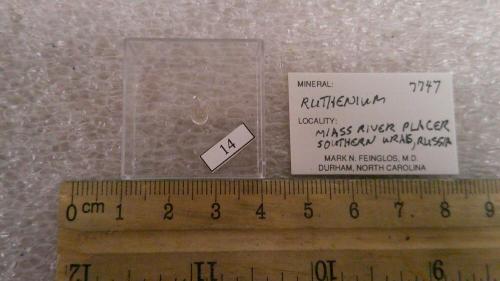 MINERAL: 7747
RUTHENIUM
LOCALITY:
MIASS RIVER PLACER
SOUTHERN URALS, RUSSIA
MARK N. FEINGLOS, M.D.
DURHAM, NORTH CAROLINA
14
0 cm 1 2 3 4 5 6 7 8 9
12 11 10 9